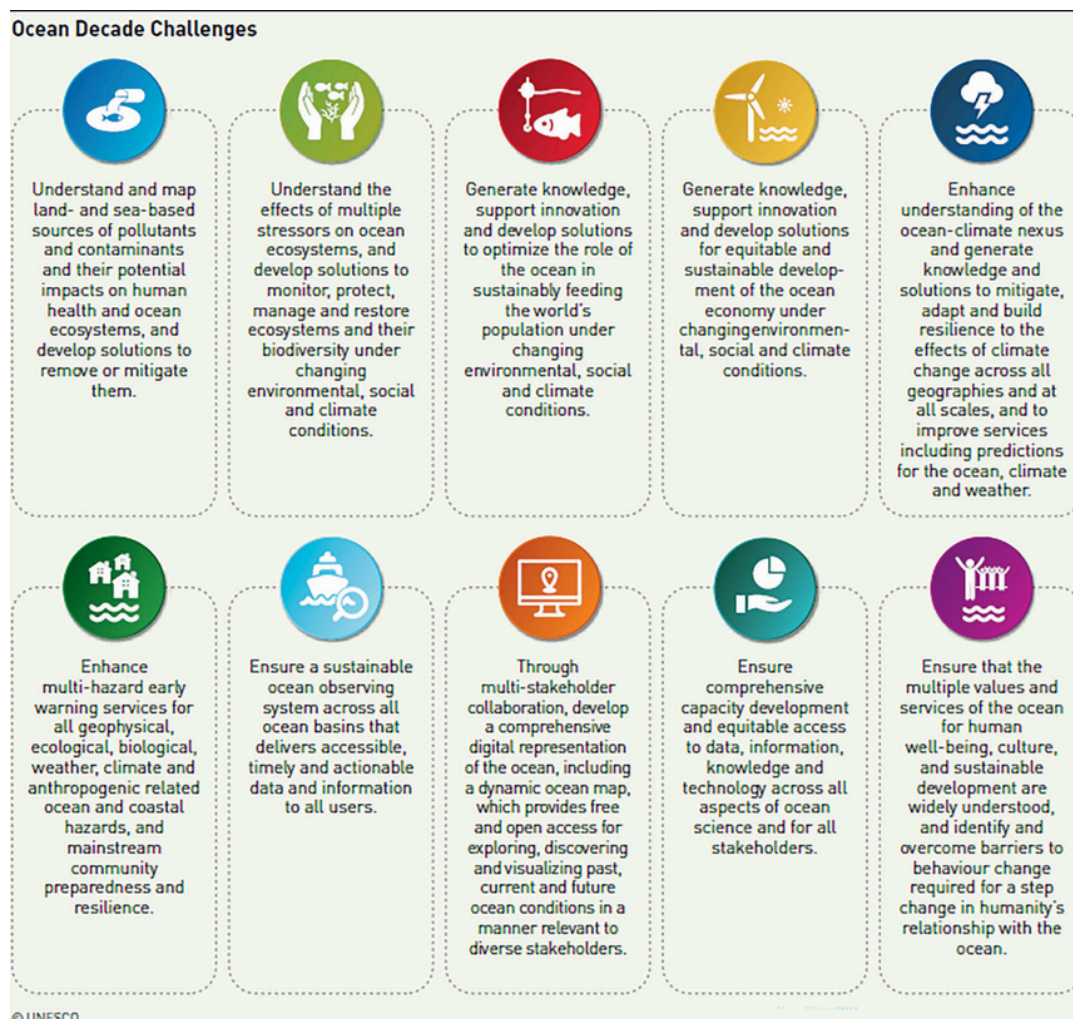 Ocean Decade Challenges
Understand and map
land- and sea-based
sources of pollutants
and contaminants
and their potential
impacts on human
health and ocean
ecosystems, and
develop solutions to
remove or mitigate
them.
Understand the
effects of multiple
stressors on ocean
ecosystems, and
develop solutions to
monitor, protect,
manage and restore
ecosystems and their
biodiversity under
changing
environmental, social
and climate
conditions.
Generate knowledge,
support innovation
and develop solutions
to optimize the role of
the ocean in
sustainably feeding
the world's
population under
changing
environmental, social
and climate
conditions.
Generate knowledge,
support innovation
and develop solutions
for equitable and
sustainable develop-
ment of the ocean
economy under
changingenvironmen-
tal, social and climate
conditions.
Enhance
understanding of the
ocean-climate nexus
and generate
knowledge and
solutions to mitigate,
adapt and build
resilience to the
effects of climate
change across all
geographies and at
all scales, and to
improve services
including predictions
for the ocean, climate
and weather.
Enhance
multi-hazard early
warning services for
all geophysical,
ecological, biological,
weather, climate and
anthropogenic related
ocean and coastal
hazards, and
mainstream
community
preparedness and
resilience.
Ensure a sustainable
ocean observing
system across all
ocean basins that
delivers accessible,
timely and actionable
data and information
to all users.
Through
multi-stakeholder
collaboration, develop
a comprehensive
digital representation
of the ocean, including
a dynamic ocean map,
which provides free
and open access for
exploring, discovering
and visualizing past,
current and future
ocean conditions in a
manner relevant to
diverse stakeholders.
Ensure
comprehensive
capacity development
and equitable access
to data, information,
knowledge and
technology across all
aspects of ocean
science and for all
stakeholders.
Ensure that the
multiple values and
services of the ocean
for human
well-being, culture,
and sustainable
development are
widely understood,
and identify and
overcome barriers to
behaviour change
required for a step
change in humanity's
relationship with the
ocean.
© UNESCO